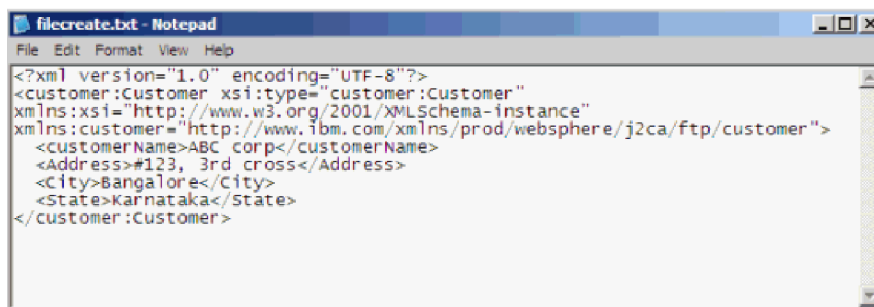 filecreate.txt - Notepad
File Edit Format View Help
<?xml version="1.0" encoding="UTF-8"?>
<customer:Customer xsi:type="customer:Customer"
xmlns:xsi="http://www.w3.org/2001/XMLSchema-instance"
xmlns:customer="http://www.ibm.com/xmlns/prod/websphere/j2ca/ftp/customer">
  <customerName>ABC corp</customerName>
  <Address>#123, 3rd cross</Address>
  <City>Bangalore</City>
  <State>Karnataka</State>
</customer:Customer>